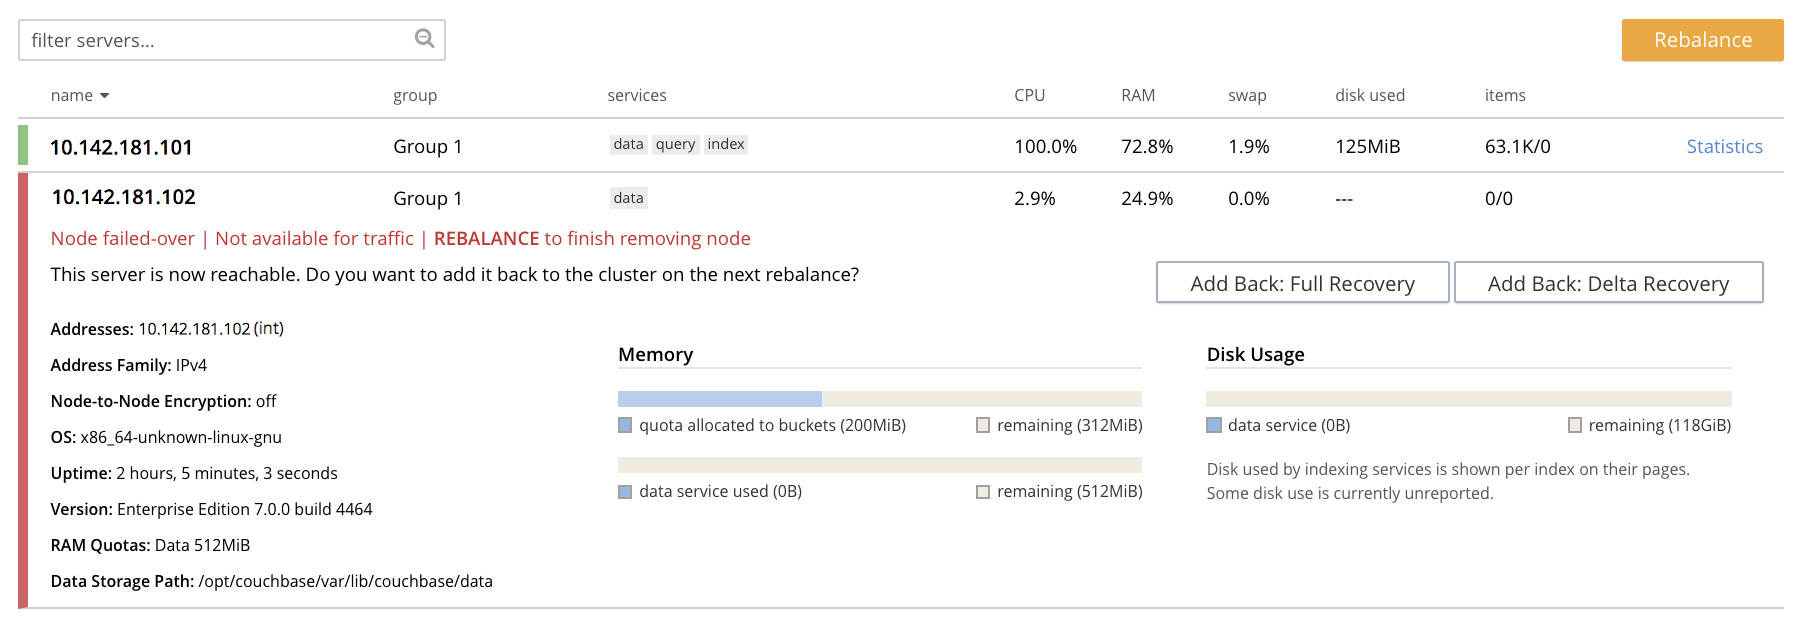 filter servers...
Rebalance
name group services CPU RAM swap disk used items
10.142.181.101 Group 1 data query index 100.0% 72.8% 1.9% 125MiB 63.1K/0 Statistics
10.142.181.102 Group 1 data 2.9% 24.9% 0.0% --- 0/0
Node failed-over | Not available for traffic | REBALANCE to finish removing node
This server is now reachable. Do you want to add it back to the cluster on the next rebalance?
Add Back: Full Recovery Add Back: Delta Recovery
Addresses: 10.142.181.102 (int)
Address Family: IPv4
Node-to-Node Encryption: off
OS: x86_64-unknown-linux-gnu
Uptime: 2 hours, 5 minutes, 3 seconds
Version: Enterprise Edition 7.0.0 build 4464
RAM Quotas: Data 512MiB
Data Storage Path: /opt/couchbase/var/lib/couchbase/data
Memory
quota allocated to buckets (200MiB) remaining (312MiB)
data service used (0B) remaining (512MiB)
Disk Usage
data service (0B) remaining (118GiB)
Disk used by indexing services is shown per index on their pages.
Some disk use is currently unreported.